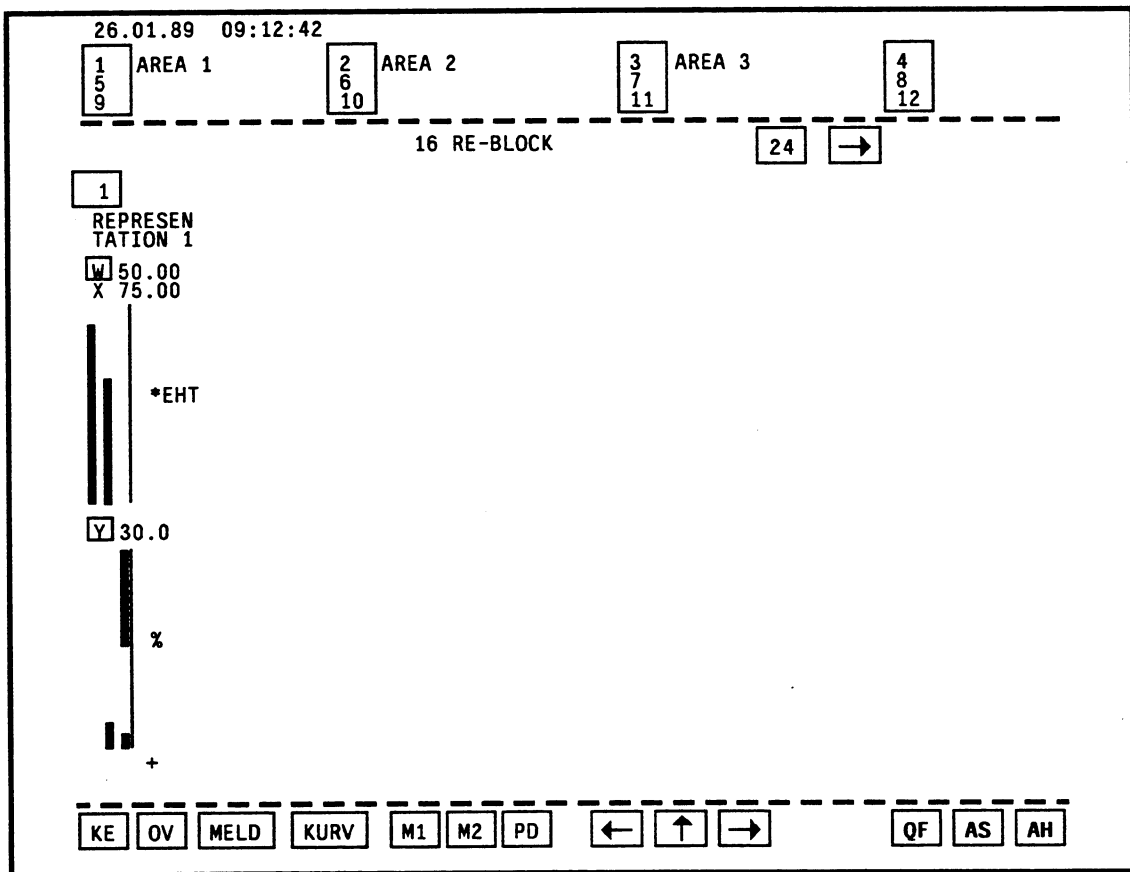 26.01.89 09:12:42
1 AREA 1 2 AREA 2 3 AREA 3 4
5 6 7 8
9 10 11 12
16 RE-BLOCK 24 →
1
REPRESEN
TATION 1
W 50.00
X 75.00
*EHT
Y 30.0
%
+
KE OV MELD KURV M1 M2 PD ← ↑ → QF AS AH